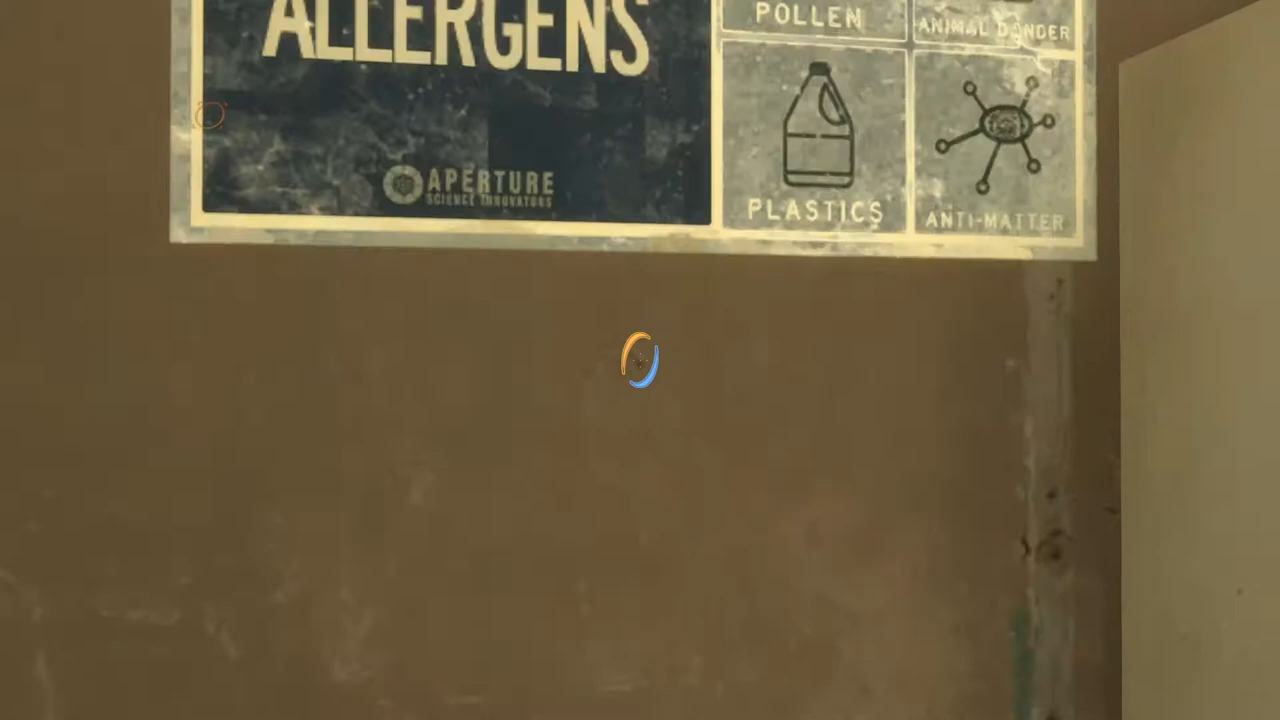 ALLERGENS
POLLEN
ANIMAL DANDER
APERTURE
SCIENCE INNOVATORS
PLASTICS
ANTI-MATTER